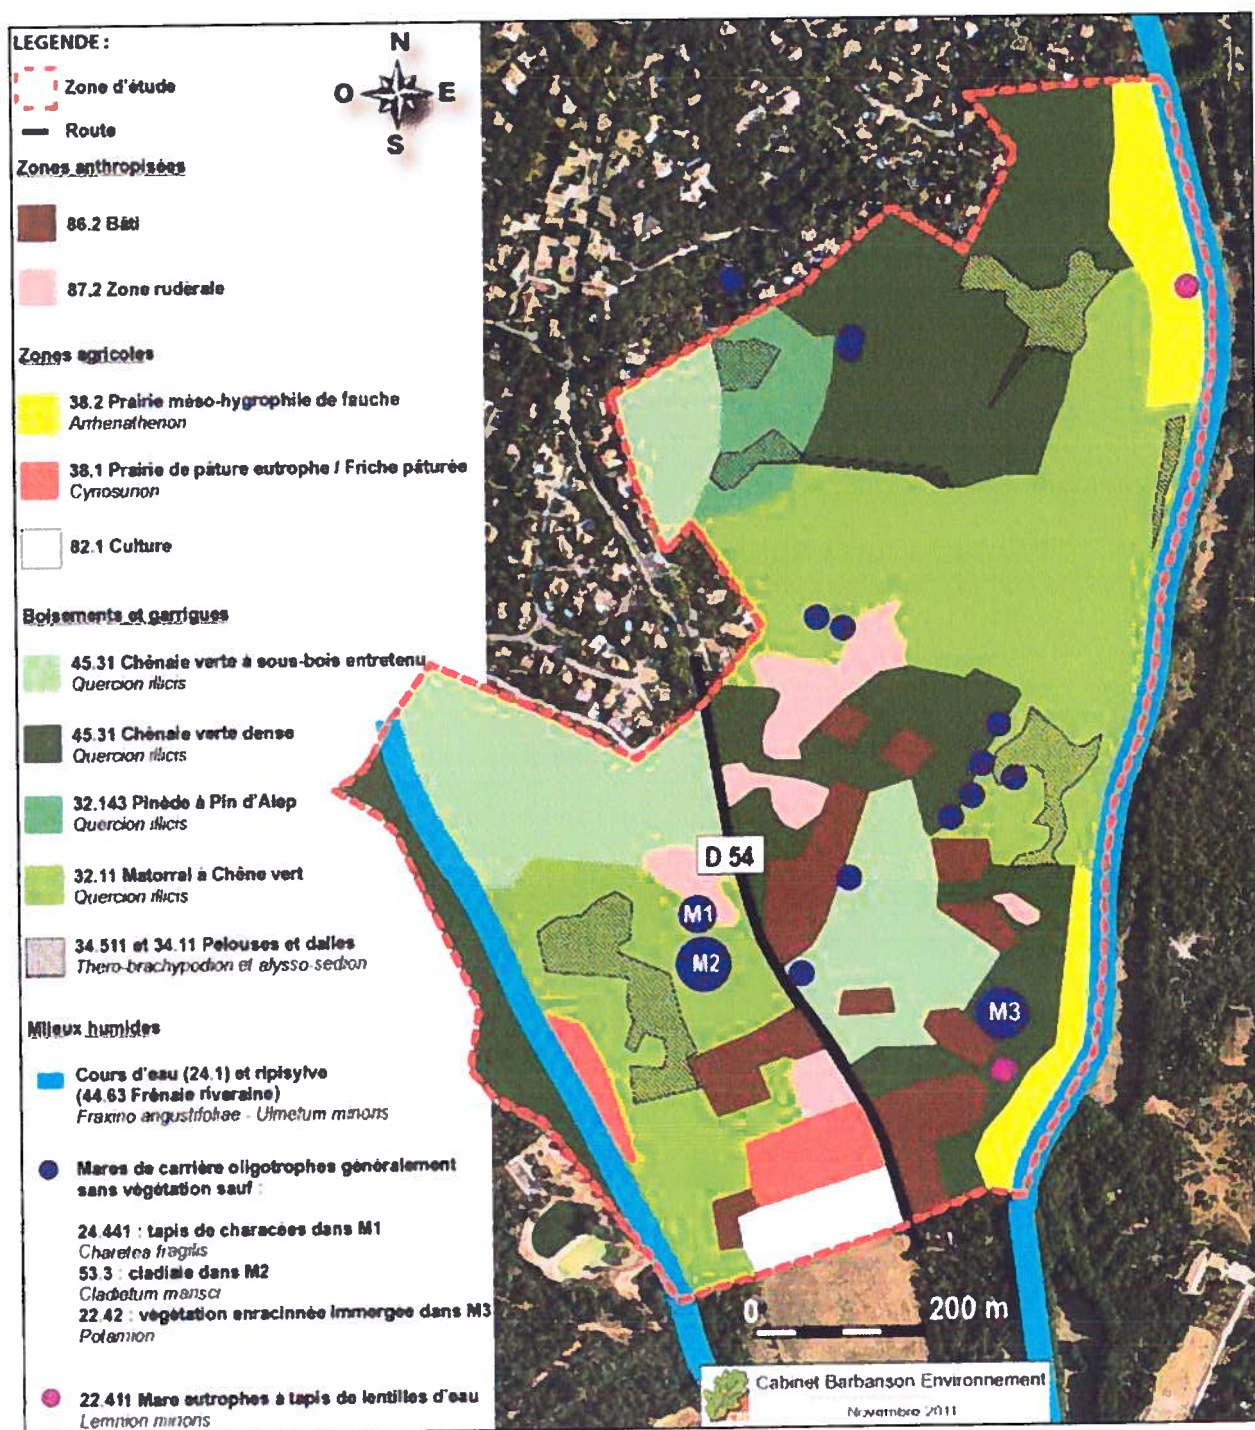 LEGENDE :
Zone d'étude
Route
Zones anthropisées
86.2 Bâti
87.2 Zone rudérale
Zones agricoles
38.2 Prairie méso-hygrophile de fauche
Arrhenathenon
38.1 Prairie de pâture eutrophe / Friche pâturée
Cynosurion
82.1 Culture
Boisements et garrigues
45.31 Chênaie verte à sous-bois entretenu
Quercion illicis
45.31 Chênaie verte dense
Quercion illicis
32.143 Pinède à Pin d'Alep
Quercion illicis
32.11 Matorral à Chêne vert
Quercion illicis
34.511 et 34.11 Pelouses et dalles
Thero-brachypodion et alysso-sedion
Milieux humides
Cours d'eau (24.1) et ripisylve
(44.63 Frênaie riveraine)
Fraxino angustifoliae - Ulmetum minoris
Mares de carrière oligotrophes généralement
sans végétation sauf :
24.441 : tapis de characées dans M1
Charetea fragilis
53.3 : cladiaie dans M2
Cladietum marisci
22.42 : végétation enracinnée immergée dans M3
Potamion
22.411 Mare eutrophes à tapis de lentilles d'eau
Lemnion minoris
N
O
E
S
D 54
M1
M2
M3
0
200 m
Cabinet Barbanson Environnement
Novembre 2011